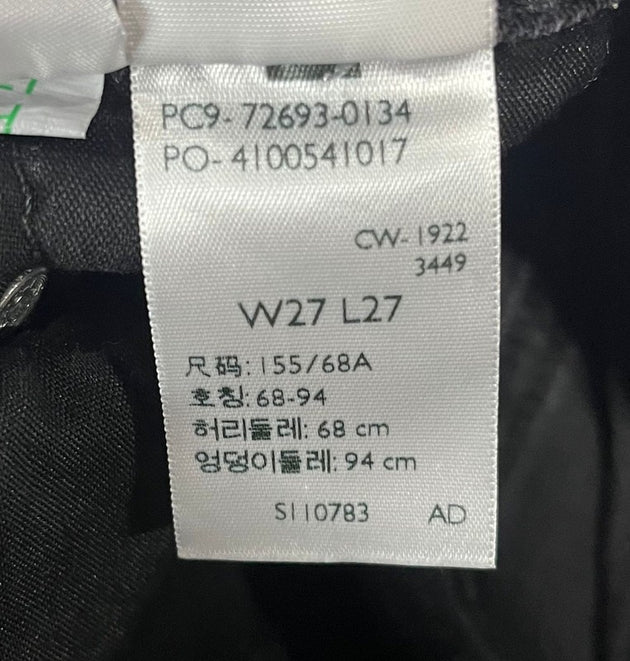 PC9-72693-0134
PO-4100541017
CW-1922
3449
W27 L27
尺码: 155/68A
호칭: 68-94
허리둘레: 68 cm
엉덩이둘레: 94 cm
S110783 AD